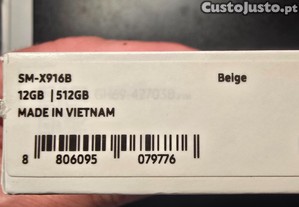 CustoJusto.pt
SM-X916B
Beige
12GB | 512GB
MADE IN VIETNAM
8 806095 079776